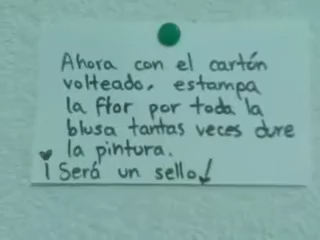 Ahora con el cartón
volteado, estampa
la flor por toda la
blusa tantas veces dure
la pintura.
¡Será un sello!